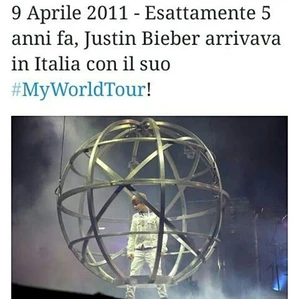 9 Aprile 2011 - Esattamente 5
anni fa, Justin Bieber arrivava
in Italia con il suo
#MyWorldTour!